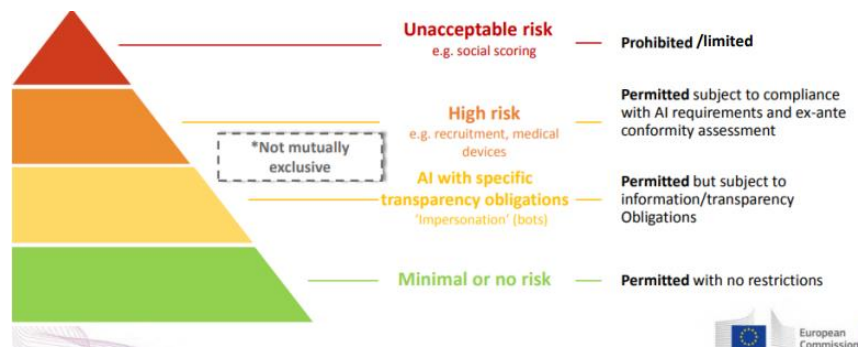 Unacceptable risk
e.g. social scoring
Prohibited /limited
High risk
e.g. recruitment, medical
devices
Permitted subject to compliance
with AI requirements and ex-ante
conformity assessment
*Not mutually
exclusive
AI with specific
transparency obligations
'Impersonation' (bots)
Permitted but subject to
information/transparency
Obligations
Minimal or no risk
Permitted with no restrictions
European
Commission